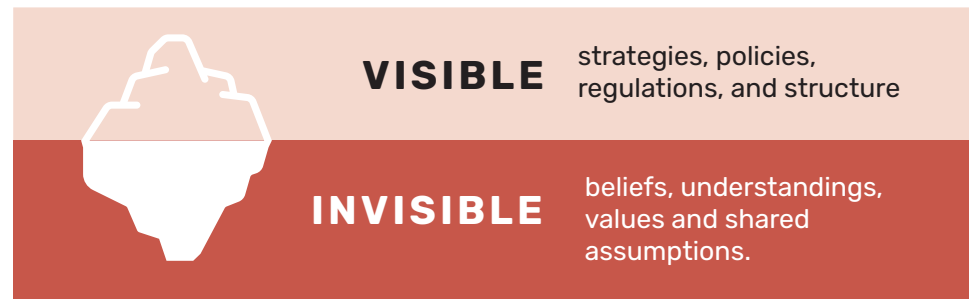 VISIBLE
strategies, policies,
regulations, and structure
INVISIBLE
beliefs, understandings,
values and shared
assumptions.